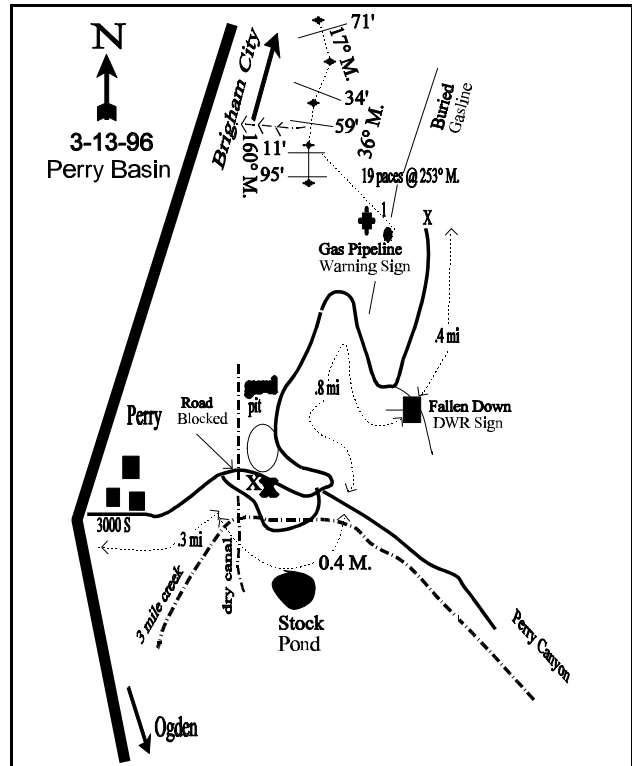 N
3-13-96
Perry Basin
Brigham City
71'
17° M.
34'
36° M.
59'
160° M.
11'
95'
Buried
Gasline
19 paces @ 253° M.
1
X
Gas Pipeline
Warning Sign
.4 mi
.8 mi
Fallen Down
DWR Sign
pit
Road
Blocked
Perry
X
X
3000 S
.3 mi
0.4 M.
dry canal
3 mile creek
Stock
Pond
Perry Canyon
Ogden